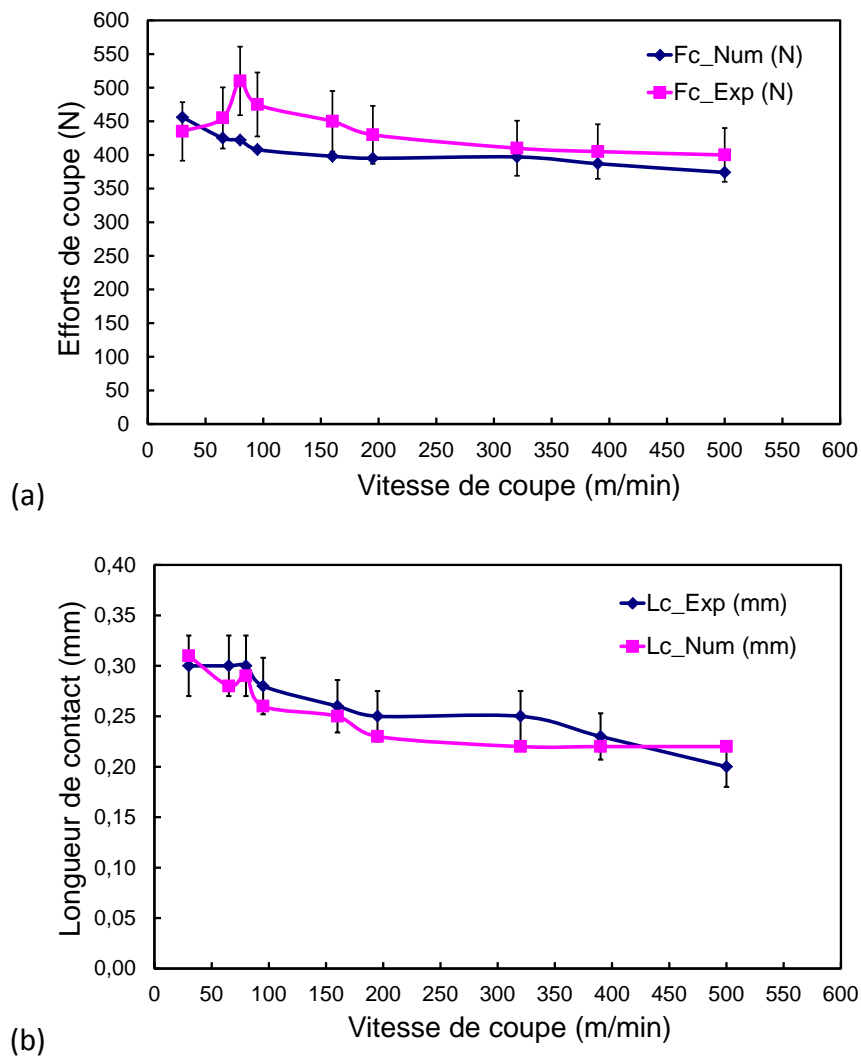 600
550
500
450
400
350
300
250
200
150
100
50
0
Efforts de coupe (N)
Fc_Num (N)
Fc_Exp (N)
0 50 100 150 200 250 300 350 400 450 500 550 600
Vitesse de coupe (m/min)
(a)
0,40
0,35
0,30
0,25
0,20
0,15
0,10
0,05
0,00
Longueur de contact (mm)
Lc_Exp (mm)
Lc_Num (mm)
0 50 100 150 200 250 300 350 400 450 500 550 600
Vitesse de coupe (m/min)
(b)